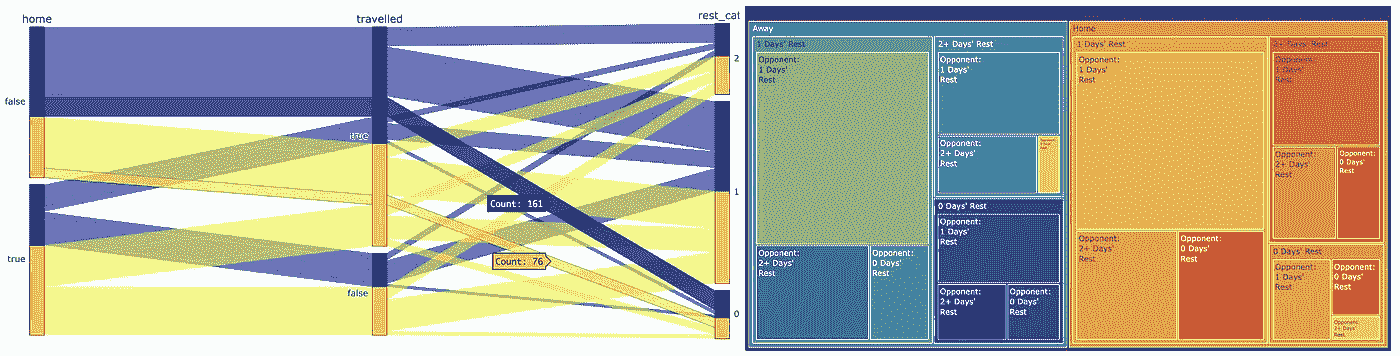 home
travelled
rest_cat
false
true
true
false
2
1
0
Count: 161
Count: 76
Away
1 Days' Rest
Opponent:
1 Days'
Rest
Opponent:
2+ Days'
Rest
Opponent:
0 Days'
Rest
2+ Days' Rest
Opponent:
1 Days'
Rest
Opponent:
2+ Days'
Rest
0 Days' Rest
Opponent:
1 Days'
Rest
Opponent:
2+ Days'
Rest
Opponent:
0 Days'
Rest
Home
1 Days' Rest
Opponent:
1 Days'
Rest
Opponent:
2+ Days'
Rest
Opponent:
0 Days'
Rest
2+ Days' Rest
Opponent:
1 Days'
Rest
Opponent:
2+ Days'
Rest
Opponent:
0 Days'
Rest
0 Days' Rest
Opponent:
1 Days'
Rest
Opponent:
0 Days'
Rest
Opponent:
2+ Days'
Rest